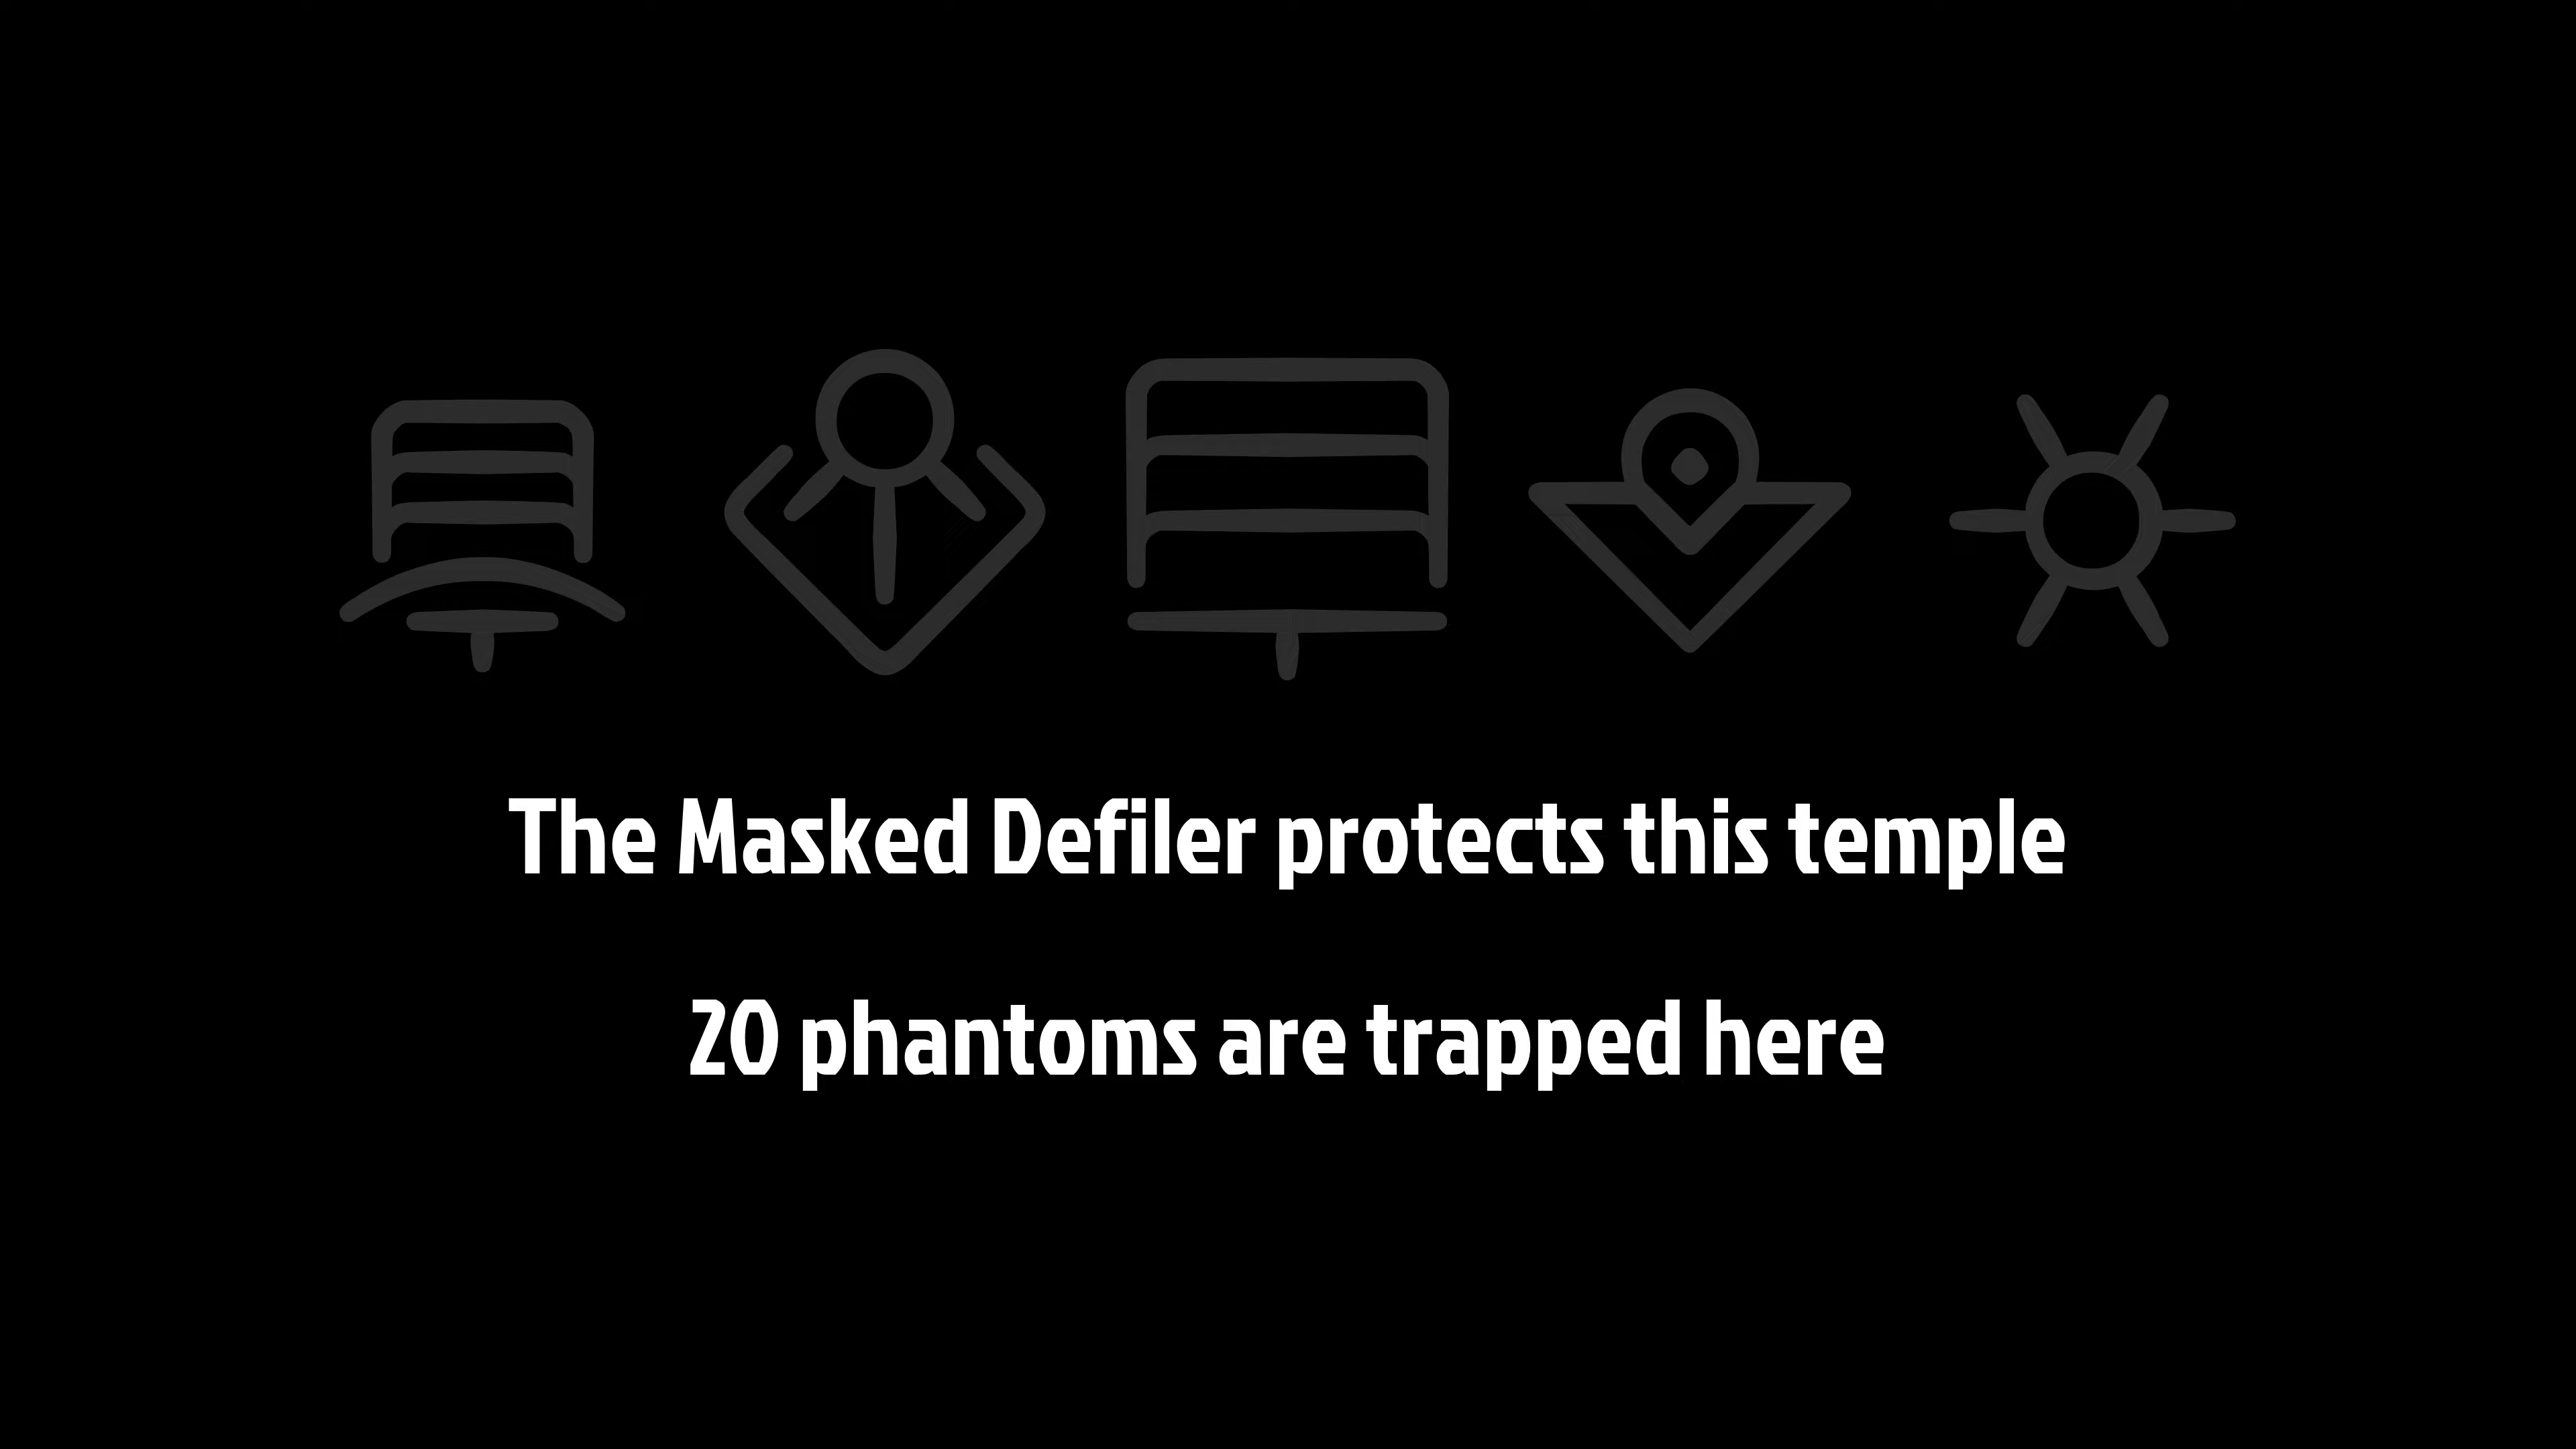 The Masked Defiler protects this temple
20 phantoms are trapped here